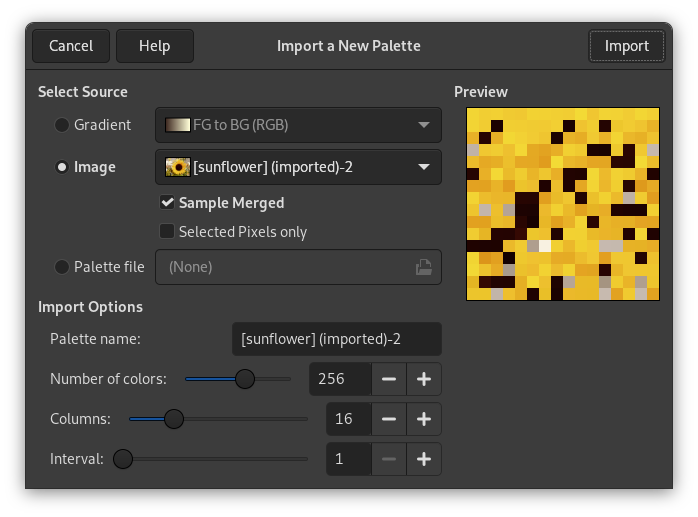 Cancel Help Import a New Palette Import
Select Source Preview
Gradient FG to BG (RGB)
Image [sunflower] (imported)-2
Sample Merged
Selected Pixels only
Palette file (None)
Import Options
Palette name: [sunflower] (imported)-2
Number of colors: 256
Columns: 16
Interval: 1